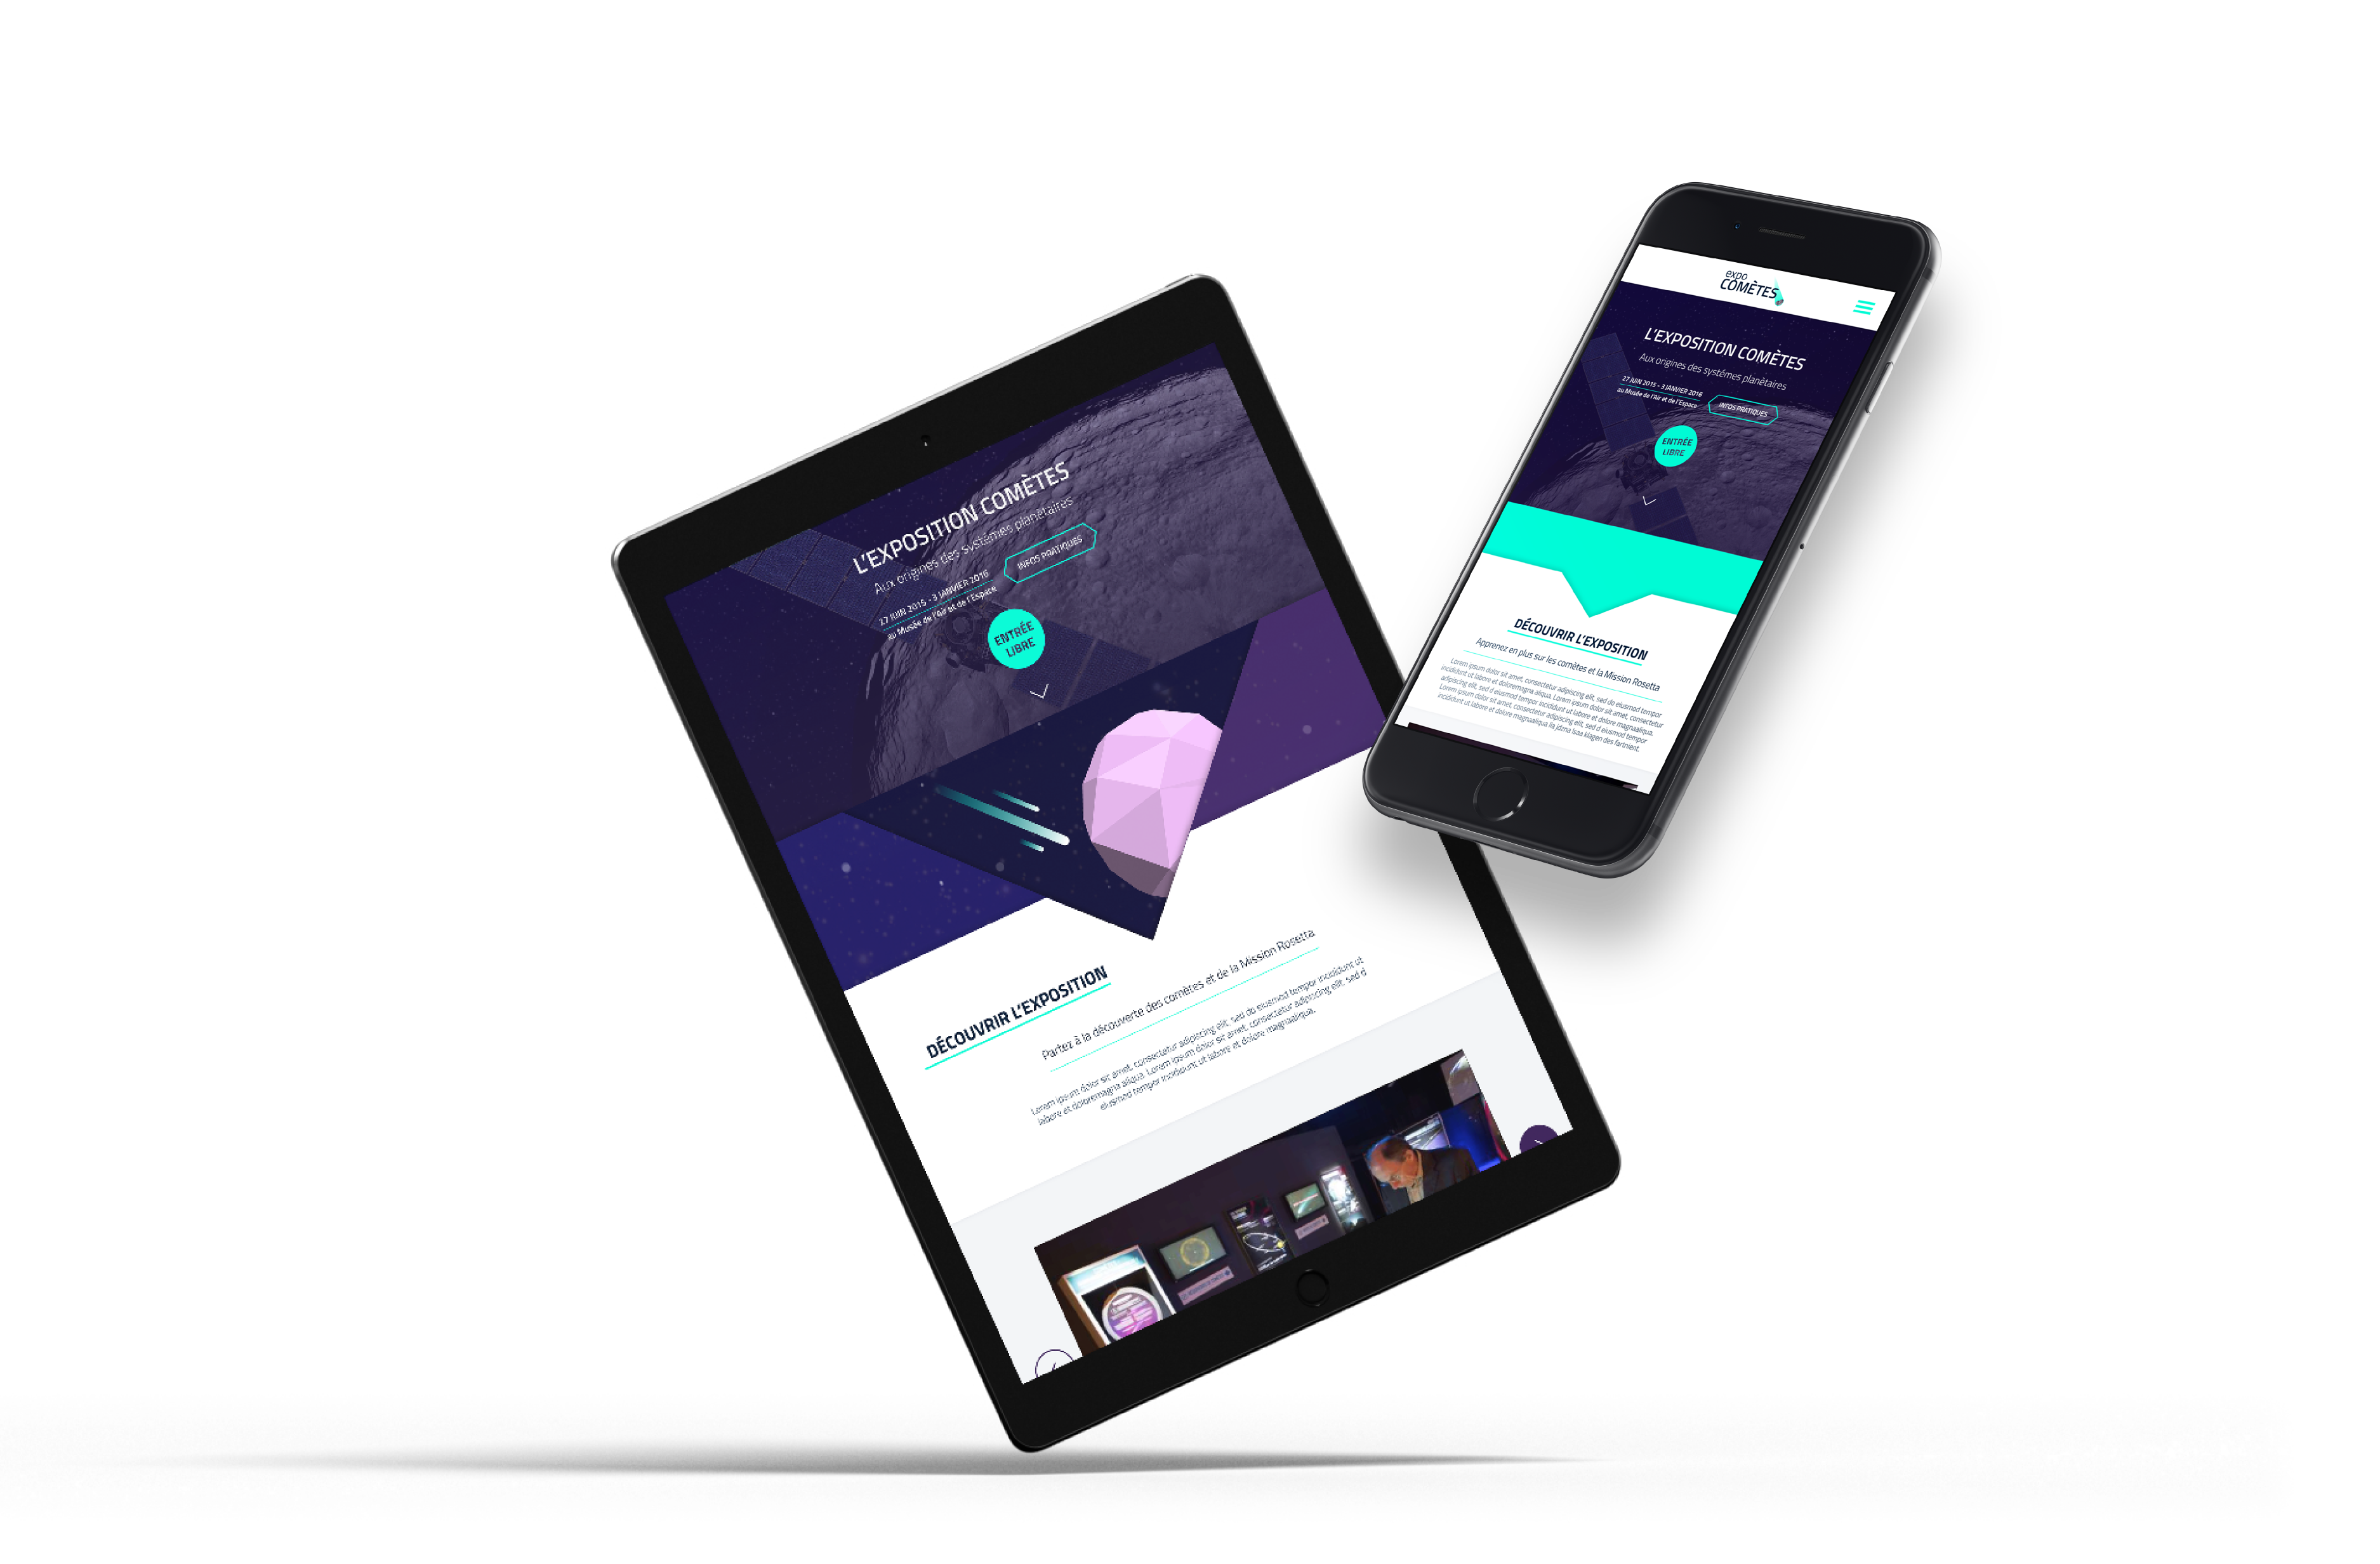 L'EXPOSITION COMÈTES
Aux origines des systèmes planétaires
27 JUIN 2015 - 3 JANVIER 2016
au Musée de l'Air et de l'Espace
INFOS PRATIQUES
ENTRÉE
LIBRE
DÉCOUVRIR L'EXPOSITION
Partez à la découverte des comètes et de la Mission Rosetta
Lorem ipsum dolor sit amet, consectetur adipiscing elit, sed do eiusmod tempor incididunt ut
labore et doloremagna aliqua. Lorem ipsum dolor sir amet, consectetur adipiscing elit, sed d
eiusmod tempor incididunt ut labore et dolore magnaaliqua.
expo
COMÈTES
L'EXPOSITION COMÈTES
Aux origines des systémes planétaires
27 JUIN 2015 - 3 JANVIER 2016
au Musée de l'Air et de l'Espace
INFOS PRATIQUES
ENTRÉE
LIBRE
DÉCOUVRIR L'EXPOSITION
Apprenez en plus sur les comètes et la Mission Rosetta
Lorem ipsum dolor sit amet, consectetur adipiscing elit, sed do eiusmod tempor
incididunt ut labore et doloremagna aliqua. Lorem ipsum dolor sir amet, consectetur
adipiscing elit, sed d eiusmod tempor incididunt ut labore et dolore magnaaliqua.
Lorem ipsum dolor sit amet, consectetur adipiscing elit, sed d eiusmod tempor
incididunt ut labore et dolore magnaaliqua des